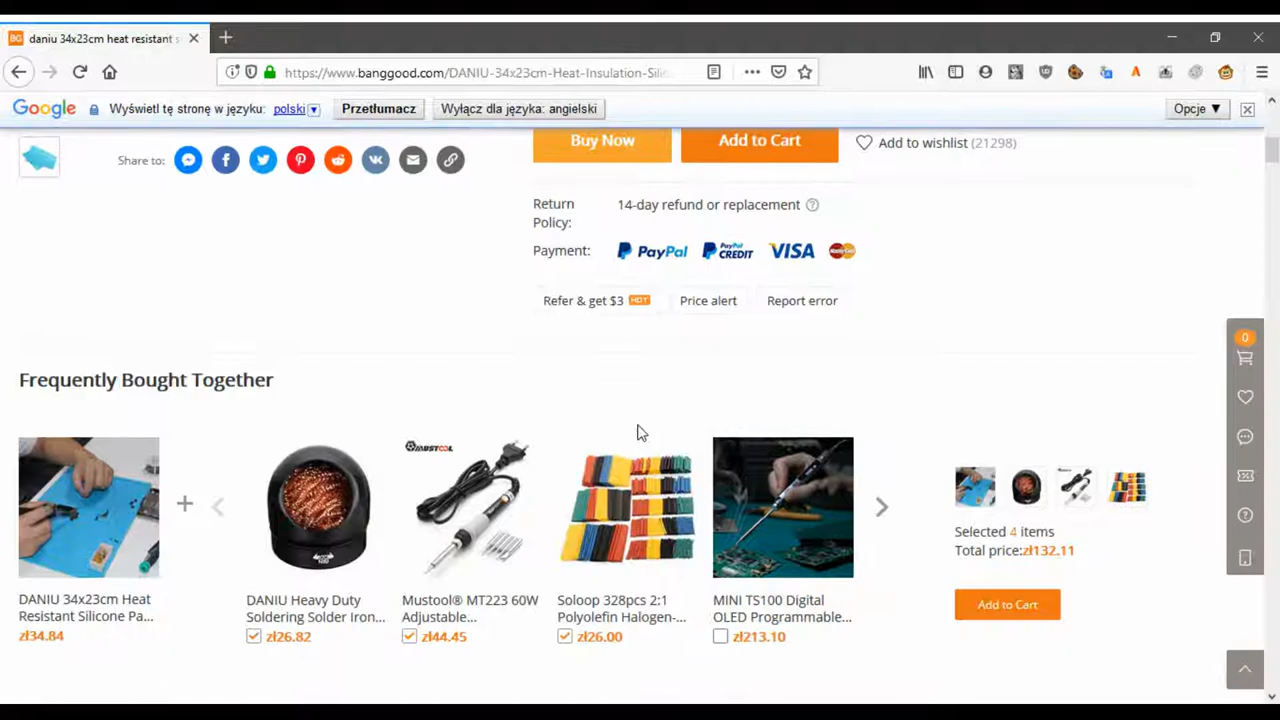 BG daniu 34x23cm heat resistant s
https://www.banggood.com/DANIU-34x23cm-Heat-Insulation-Sili
Google Wyświetl tę stronę w języku: polski Przetłumacz Wyłącz dla języka: angielski Opcje ▼
Buy Now Add to Cart Add to wishlist (21298)
Share to:
Return Policy: 14-day refund or replacement
Payment: PayPal PayPal CREDIT VISA MasterCard
Refer & get $3 HOT Price alert Report error
0
Frequently Bought Together
MUSTOOL
DANIU 34x23cm Heat
Resistant Silicone Pa...
zł34.84
DANIU Heavy Duty
Soldering Solder Iron...
zł26.82
Mustool® MT223 60W
Adjustable...
zł44.45
Soloop 328pcs 2:1
Polyolefin Halogen-...
zł26.00
MINI TS100 Digital
OLED Programmable...
zł213.10
Selected 4 items
Total price:zł132.11
Add to Cart